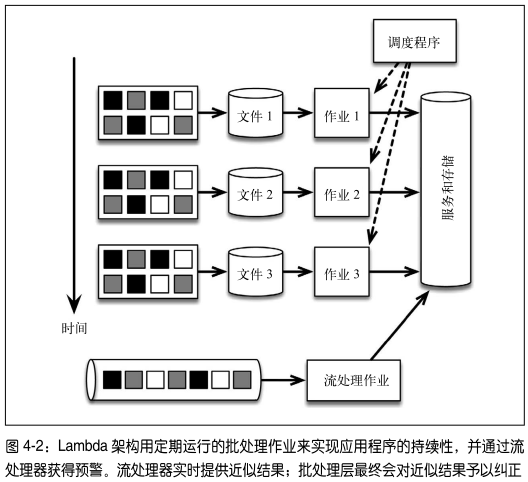 调度程序
文件 1
作业 1
文件 2
作业 2
服务和存储
文件 3
作业 3
时间
流处理作业
图 4-2：Lambda 架构用定期运行的批处理作业来实现应用程序的持续性，并通过流
处理器获得预警。流处理器实时提供近似结果；批处理层最终会对近似结果予以纠正